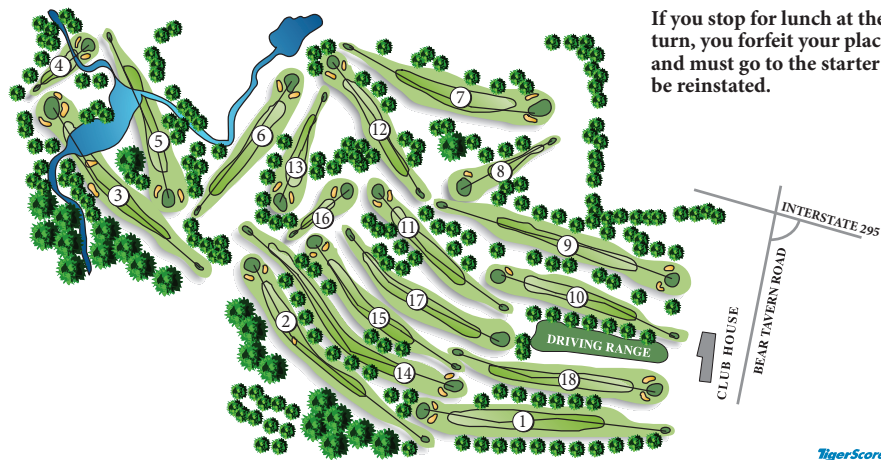 If you stop for lunch at the
turn, you forfeit your plac
and must go to the starter
be reinstated.
4
7
5
6
12
13
8
3
16
11
9
INTERSTATE 295
10
17
2
15
DRIVING RANGE
CLUB HOUSE
BEAR TAVERN ROAD
14
18
1
TigerScore